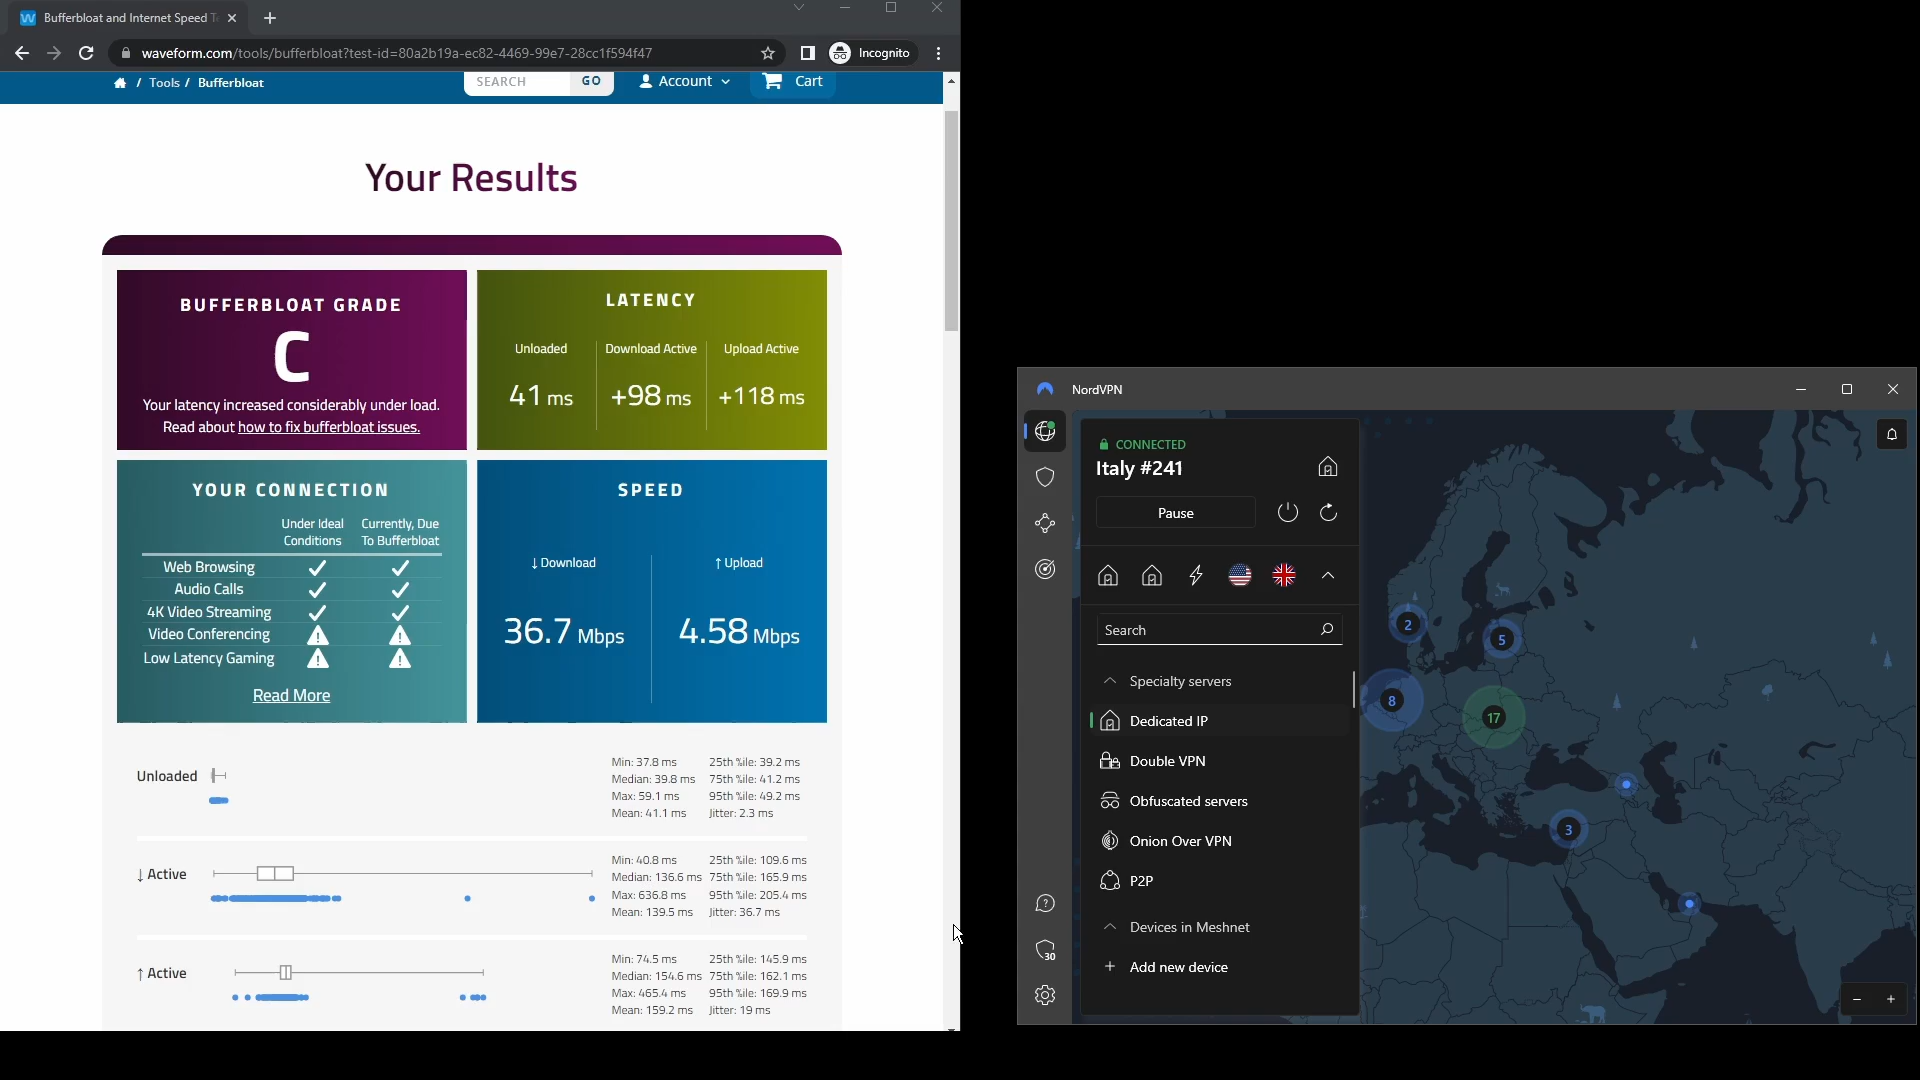 Bufferbloat and Internet Speed T
waveform.com/tools/bufferbloat?test-id=80a2b19a-ec82-4469-99e7-28cc1f594f47
Incognito
/ Tools / Bufferbloat
SEARCH
GO
Account
Cart
Your Results
BUFFERBLOAT GRADE
C
Your latency increased considerably under load.
Read about how to fix bufferbloat issues.
LATENCY
Unloaded
Download Active
Upload Active
41 ms
+98 ms
+118 ms
YOUR CONNECTION
Under Ideal Conditions
Currently, Due To Bufferbloat
Web Browsing
Audio Calls
4K Video Streaming
Video Conferencing
Low Latency Gaming
Read More
SPEED
↓ Download
↑ Upload
36.7 Mbps
4.58 Mbps
Unloaded
Min: 37.8 ms 25th %ile: 39.2 ms
Median: 39.8 ms 75th %ile: 41.2 ms
Max: 59.1 ms 95th %ile: 49.2 ms
Mean: 41.1 ms Jitter: 2.3 ms
↓ Active
Min: 40.8 ms 25th %ile: 109.6 ms
Median: 136.6 ms 75th %ile: 165.9 ms
Max: 636.8 ms 95th %ile: 205.4 ms
Mean: 139.5 ms Jitter: 36.7 ms
↑ Active
Min: 74.5 ms 25th %ile: 145.9 ms
Median: 154.6 ms 75th %ile: 162.1 ms
Max: 465.4 ms 95th %ile: 169.9 ms
Mean: 159.2 ms Jitter: 19 ms
NordVPN
CONNECTED
Italy #241
Pause
Search
Specialty servers
Dedicated IP
Double VPN
Obfuscated servers
Onion Over VPN
P2P
Devices in Meshnet
+ Add new device
30
2
5
8
17
3